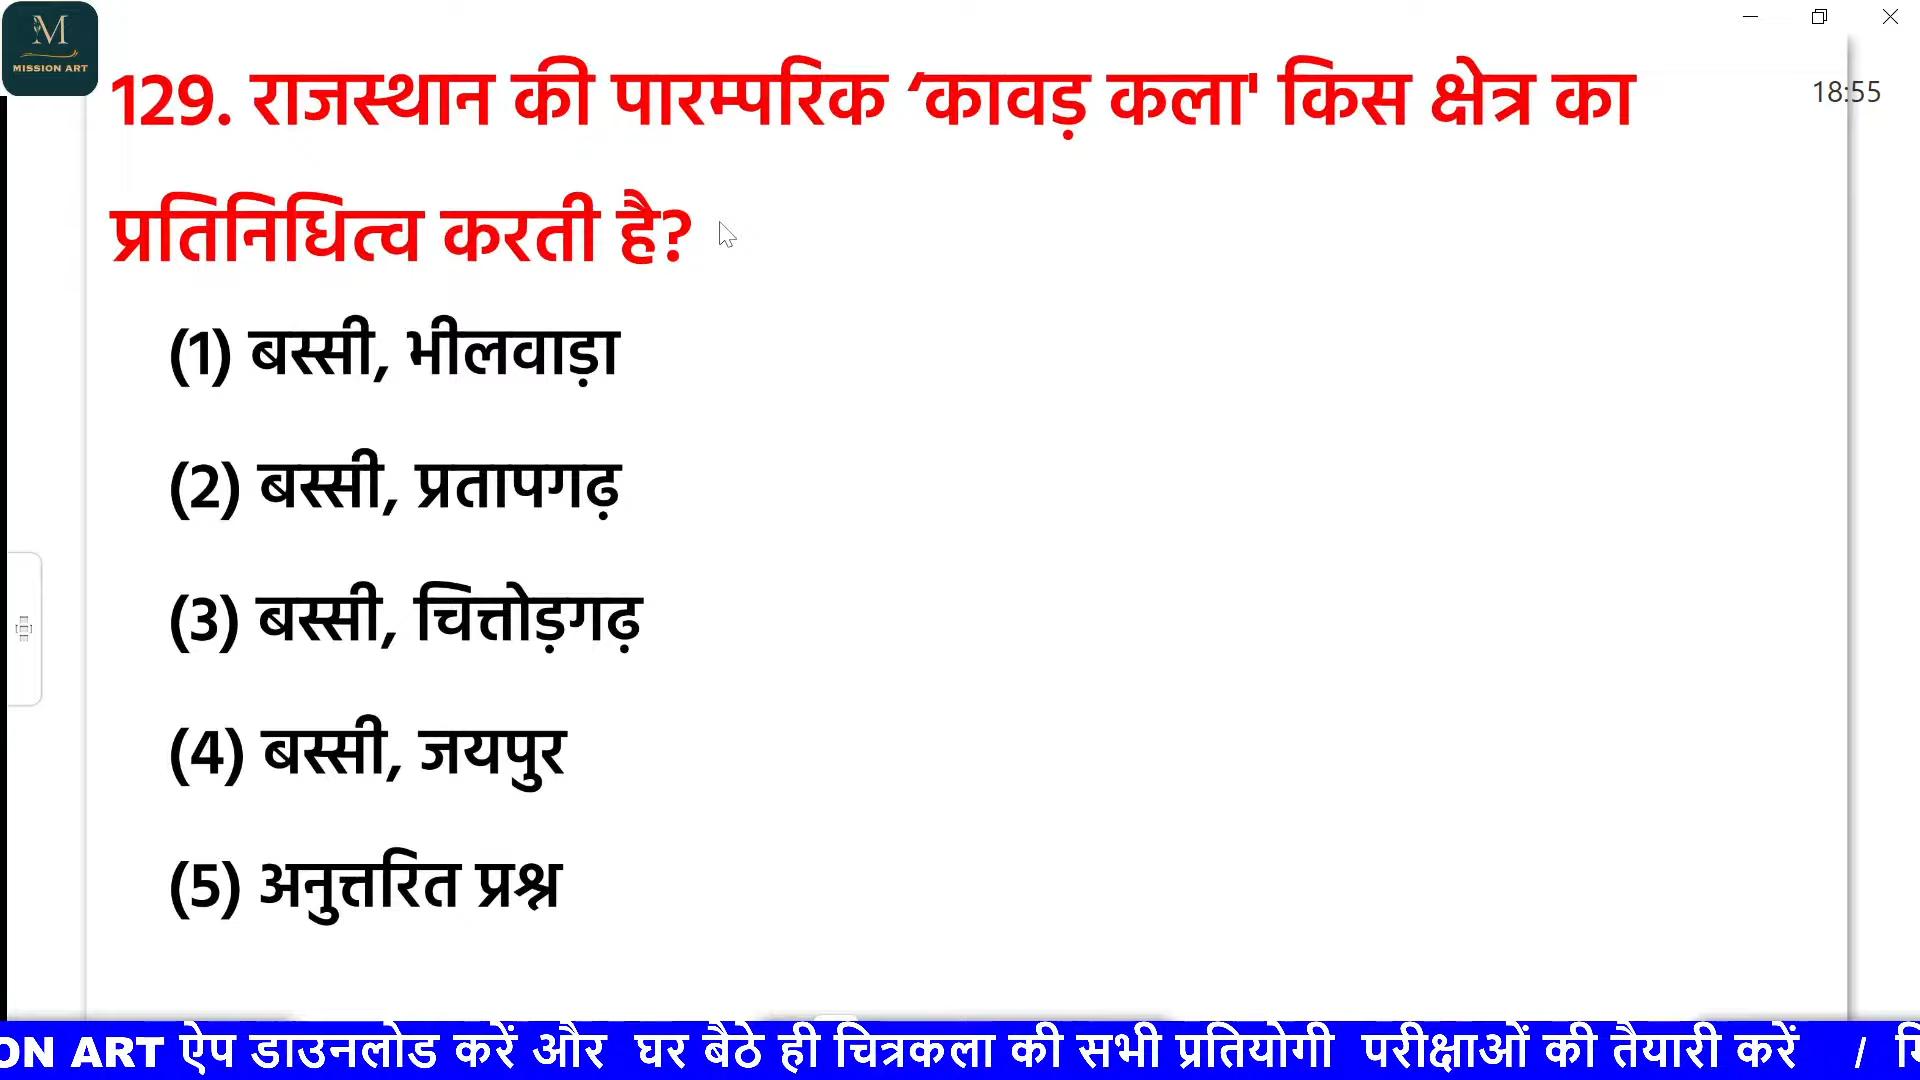 M
MISSION ART
129. राजस्थान की पारम्परिक ‘कावड़ कला' किस क्षेत्र का
18:55
प्रतिनिधित्व करती है?
(1) बस्सी, भीलवाड़ा
(2) बस्सी, प्रतापगढ़
(3) बस्सी, चित्तोड़गढ़
(4) बस्सी, जयपुर
(5) अनुत्तरित प्रश्न
ON ART ऐप डाउनलोड करें और घर बैठे ही चित्रकला की सभी प्रतियोगी परीक्षाओं की तैयारी करें /